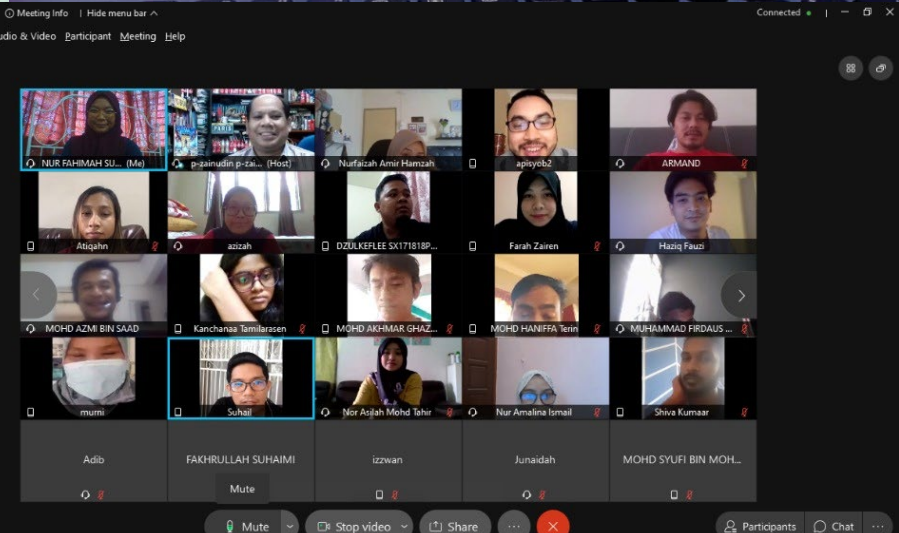 Meeting Info | Hide menu bar
Connected
udio & Video Participant Meeting Help
PARIS
NUR FAHIMAH SU... (Me)
p-zainudin p-zai... (Host)
Nurfaizah Amir Hamzah
apisyob2
ARMAND
Atiqahn
azizah
DZULKEFLEE SX171818P...
Farah Zairen
Haziq Fauzi
MOHD AZMI BIN SAAD
Kanchanaa Tamilarasen
MOHD AKHMAR GHAZ...
MOHD HANIFFA Terin
MUHAMMAD FIRDAUS ...
murni
Suhail
Nor Asilah Mohd Tahir
Nur Amalina Ismail
Shiva Kumaar
Adib
FAKHRULLAH SUHAIMI
izzwan
Junaidah
MOHD SYUFI BIN MOH...
Mute
Mute
Stop video
Share
Participants
Chat